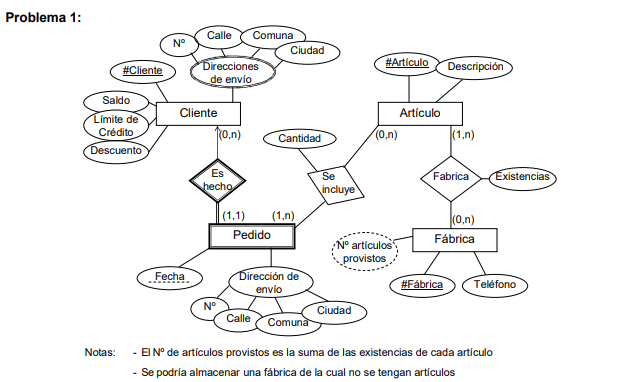 Problema 1:
Nº
Calle
Comuna
Ciudad
Direcciones
de envío
#Cliente
Saldo
Límite de
Crédito
Descuento
Cliente
(0,n)
#Artículo
Descripción
Artículo
(0,n)
(1,n)
Cantidad
Es
hecho
Se
incluye
Fabrica
Existencias
(1,1)
(1,n)
(0,n)
Pedido
Nº artículos
provistos
Fábrica
Fecha
Dirección de
envío
Nº
Calle
Comuna
Ciudad
#Fábrica
Teléfono
Notas: - El Nº de artículos provistos es la suma de las existencias de cada artículo
- Se podría almacenar una fábrica de la cual no se tengan artículos